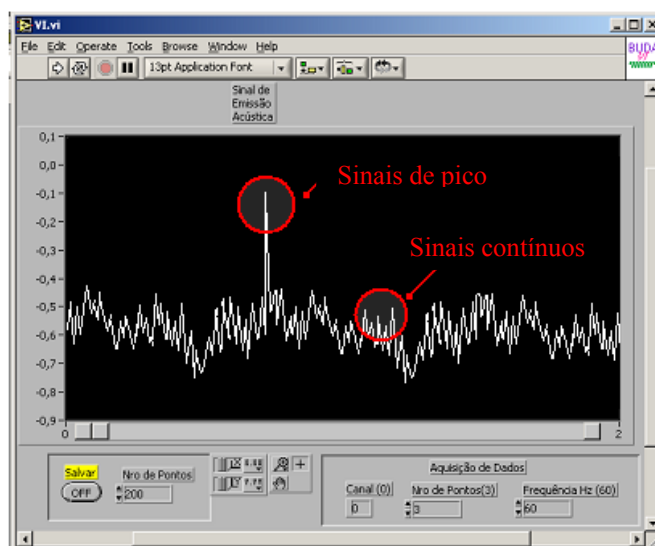 VI.vi
File Edit Operate Tools Browse Window Help
13pt Application Font
Sinal de
Emissão
Acústica
0,1
0,0
-0,1
-0,2
-0,3
-0,4
-0,5
-0,6
-0,7
-0,8
-0,9
0
2
Sinais de pico
Sinais contínuos
Salvar
OFF
Nro de Pontos
200
Aquisição de Dados
Canal (0)
0
Nro de Pontos(3)
3
Frequência Hz (60)
60